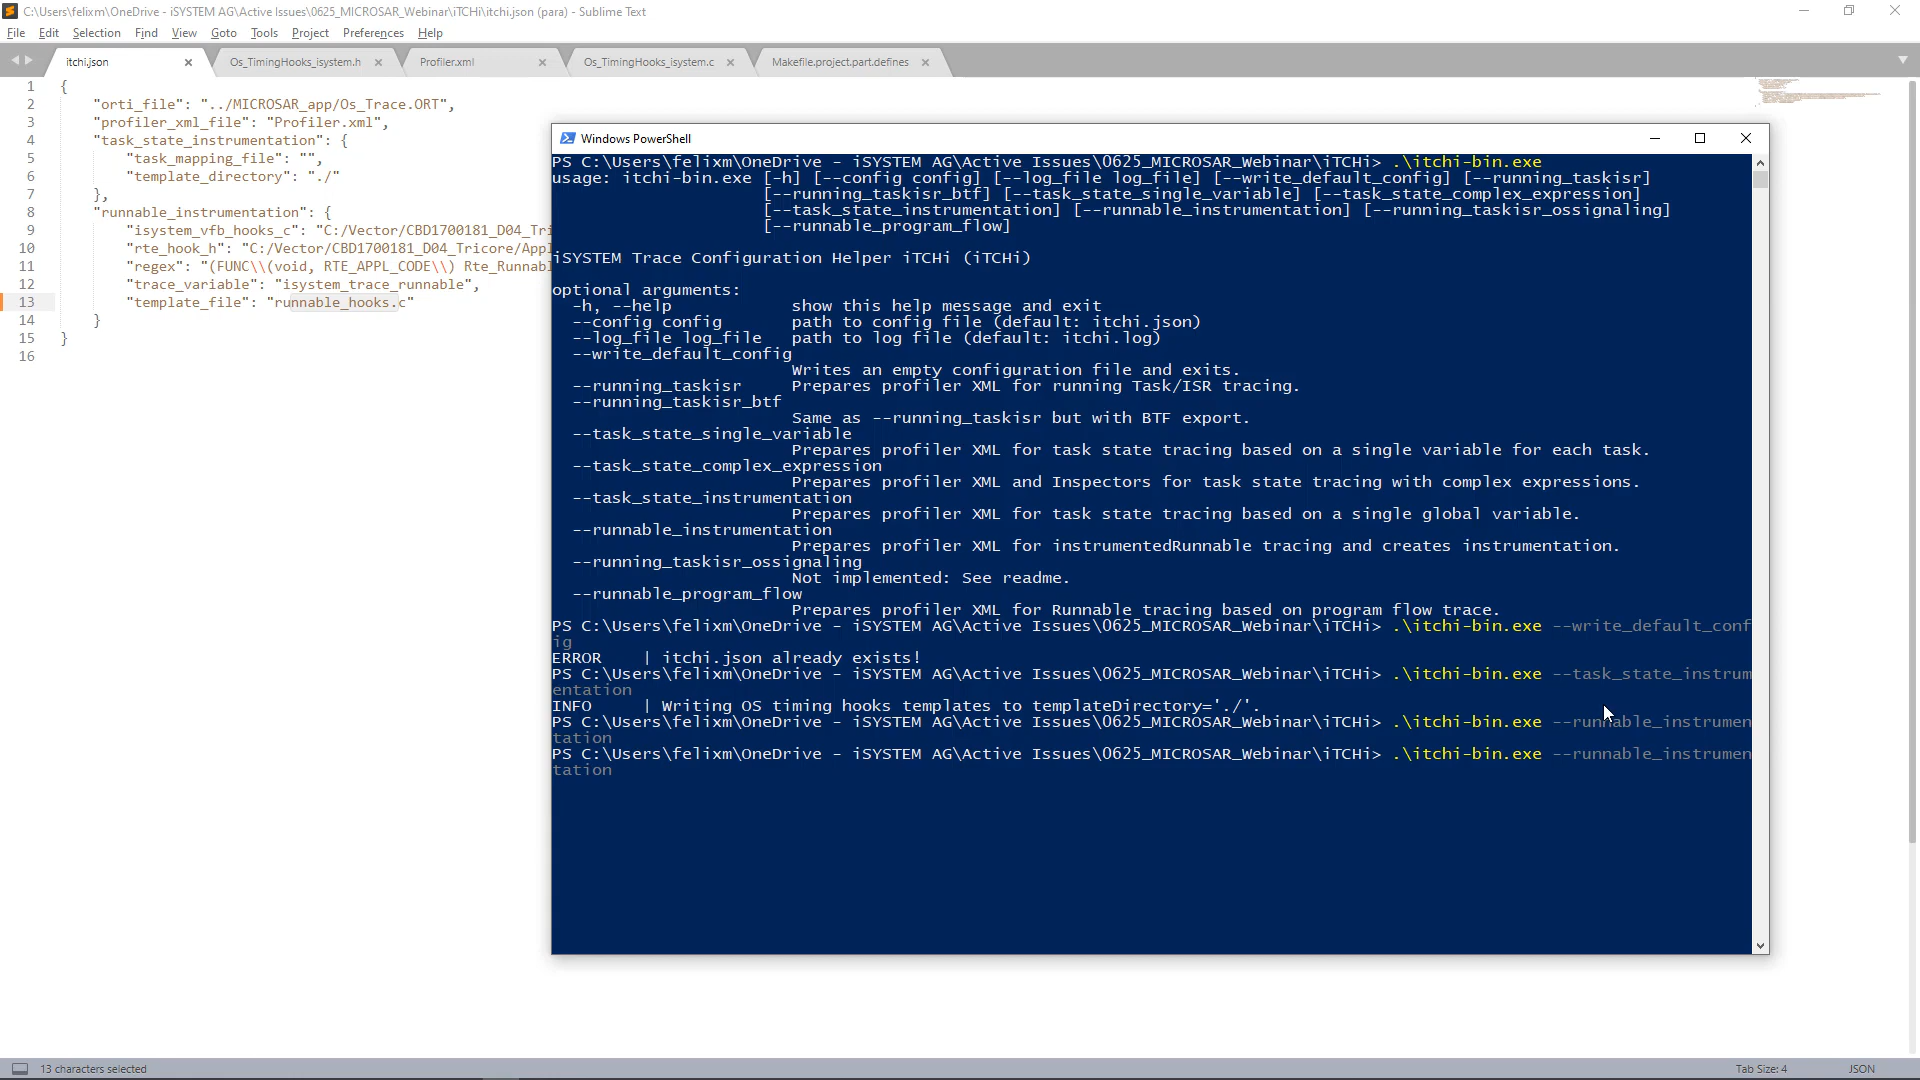 C:\Users\felixm\OneDrive - iSYSTEM AG\Active Issues\0625_MICROSAR_Webinar\iTCHi\itchi.json (para) - Sublime Text
File Edit Selection Find View Goto Tools Project Preferences Help
itchi.json Os_TimingHooks_isystem.h Profiler.xml Os_TimingHooks_isystem.c Makefile.project.part.defines
1 {
2 "orti_file": "../MICROSAR_app/Os_Trace.ORT",
3 "profiler_xml_file": "Profiler.xml",
4 "task_state_instrumentation": {
5 "task_mapping_file": "",
6 "template_directory": "./"
7 },
8 "runnable_instrumentation": {
9 "isystem_vfb_hooks_c": "C:/Vector/CBD1700181_D04_Tri
10 "rte_hook_h": "C:/Vector/CBD1700181_D04_Tricore/Appl
11 "regex": "(FUNC\\(void, RTE_APPL_CODE\\) Rte_Runnabl
12 "trace_variable": "isystem_trace_runnable",
13 "template_file": "runnable_hooks.c"
14 }
15 }
16
Windows PowerShell
PS C:\Users\felixm\OneDrive - iSYSTEM AG\Active Issues\0625_MICROSAR_Webinar\iTCHi> .\itchi-bin.exe
usage: itchi-bin.exe [-h] [--config config] [--log_file log_file] [--write_default_config] [--running_taskisr]
[--running_taskisr_btf] [--task_state_single_variable] [--task_state_complex_expression]
[--task_state_instrumentation] [--runnable_instrumentation] [--running_taskisr_ossignaling]
[--runnable_program_flow]
iSYSTEM Trace Configuration Helper iTCHi (iTCHi)
optional arguments:
-h, --help show this help message and exit
--config config path to config file (default: itchi.json)
--log_file log_file path to log file (default: itchi.log)
--write_default_config
Writes an empty configuration file and exits.
--running_taskisr Prepares profiler XML for running Task/ISR tracing.
--running_taskisr_btf
Same as --running_taskisr but with BTF export.
--task_state_single_variable
Prepares profiler XML for task state tracing based on a single variable for each task.
--task_state_complex_expression
Prepares profiler XML and Inspectors for task state tracing with complex expressions.
--task_state_instrumentation
Prepares profiler XML for task state tracing based on a single global variable.
--runnable_instrumentation
Prepares profiler XML for instrumentedRunnable tracing and creates instrumentation.
--running_taskisr_ossignaling
Not implemented: See readme.
--runnable_program_flow
Prepares profiler XML for Runnable tracing based on program flow trace.
PS C:\Users\felixm\OneDrive - iSYSTEM AG\Active Issues\0625_MICROSAR_Webinar\iTCHi> .\itchi-bin.exe --write_default_conf
ig
ERROR | itchi.json already exists!
PS C:\Users\felixm\OneDrive - iSYSTEM AG\Active Issues\0625_MICROSAR_Webinar\iTCHi> .\itchi-bin.exe --task_state_instrum
entation
INFO | Writing OS timing hooks templates to templateDirectory='./'.
PS C:\Users\felixm\OneDrive - iSYSTEM AG\Active Issues\0625_MICROSAR_Webinar\iTCHi> .\itchi-bin.exe --runnable_instrumen
tation
PS C:\Users\felixm\OneDrive - iSYSTEM AG\Active Issues\0625_MICROSAR_Webinar\iTCHi> .\itchi-bin.exe --runnable_instrumen
tation
13 characters selected Tab Size: 4 JSON